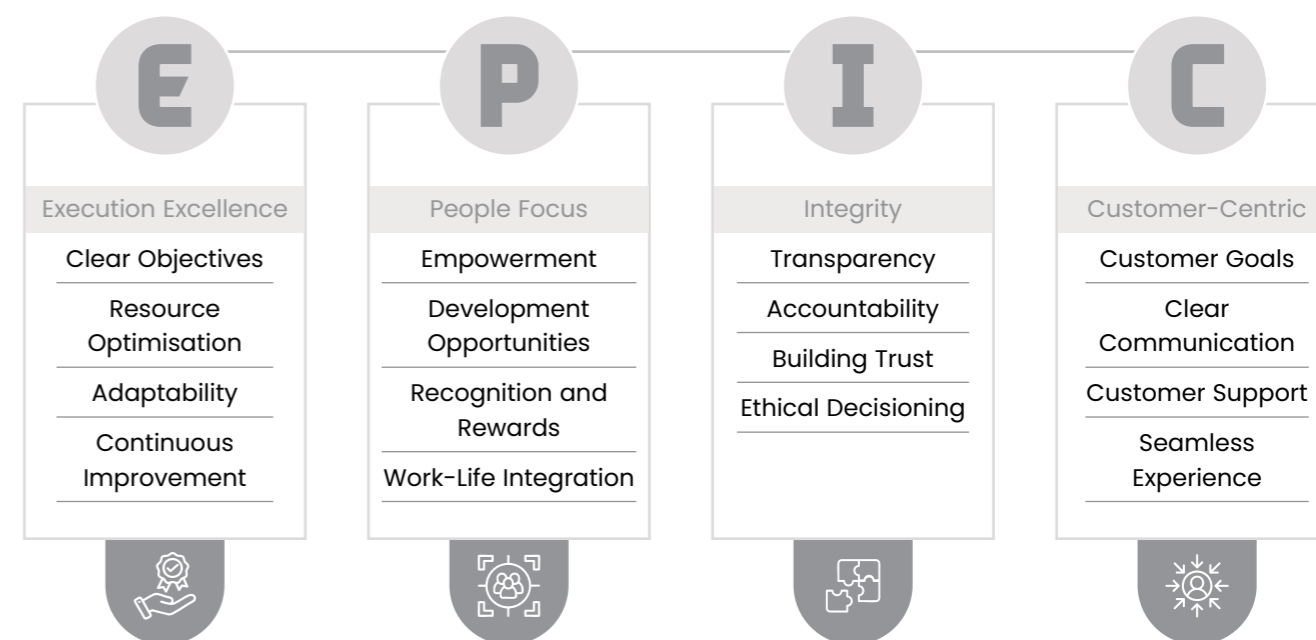 E
Execution Excellence
Clear Objectives
Resource
Optimisation
Adaptability
Continuous
Improvement
P
People Focus
Empowerment
Development
Opportunities
Recognition and
Rewards
Work-Life Integration
I
Integrity
Transparency
Accountability
Building Trust
Ethical Decisioning
C
Customer-Centric
Customer Goals
Clear
Communication
Customer Support
Seamless
Experience